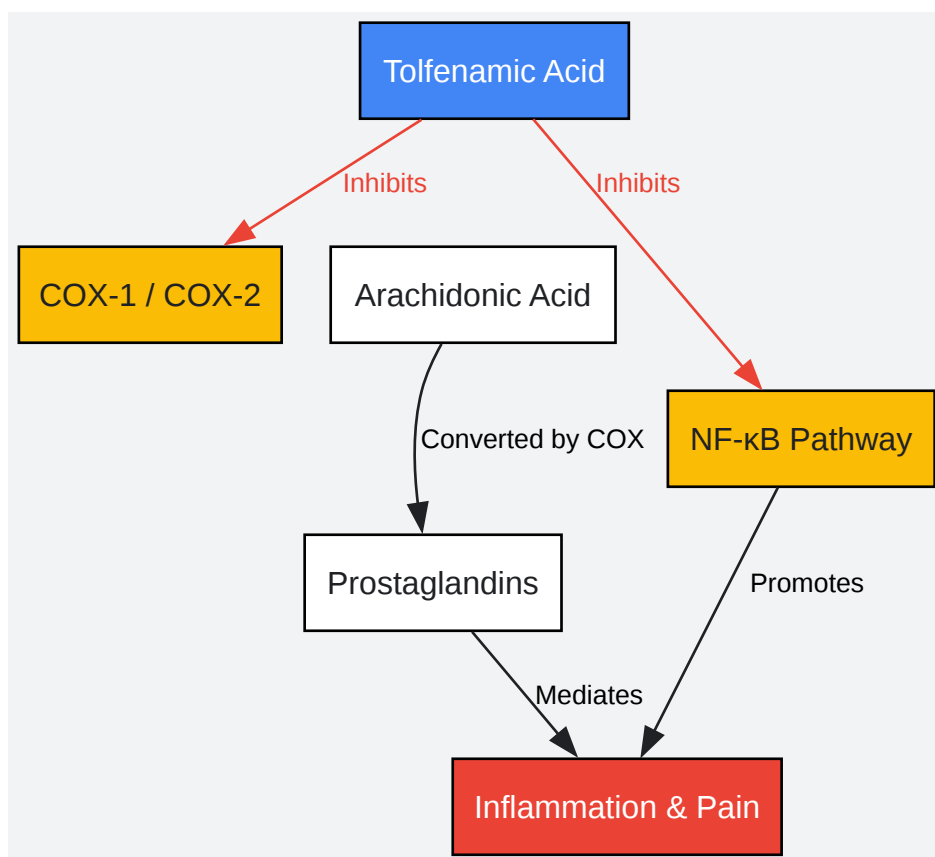 Tolfenamic Acid
Inhibits
Inhibits
COX-1 / COX-2
Arachidonic Acid
Converted by COX
NF-κB Pathway
Prostaglandins
Promotes
Mediates
Inflammation & Pain